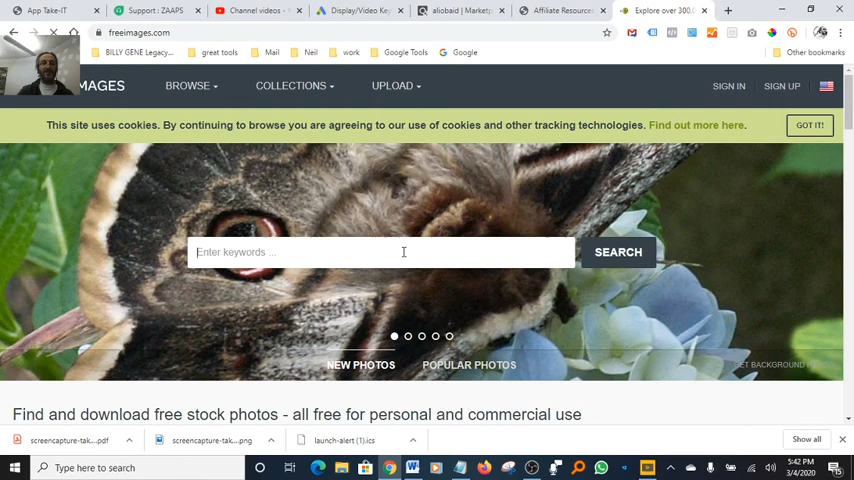 App Take-IT
Support : ZAAPS
Channel videos -
Display/Video Ke
aliobaid | Marketp
Affiliate Resources
Explore over 300,0
freeimages.com
BILLY GENE Legacy...
great tools
Mail
Neil
work
Google Tools
Google
Other bookmarks
IMAGES
BROWSE
COLLECTIONS
UPLOAD
SIGN IN
SIGN UP
This site uses cookies. By continuing to browse you are agreeing to our use of cookies and other tracking technologies. Find out more here.
GOT IT!
Enter keywords ...
SEARCH
NEW PHOTOS
POPULAR PHOTOS
GET BACKGROUND
Find and download free stock photos - all free for personal and commercial use
screencapture-tak....pdf
screencapture-tak....png
launch-alert (1).ics
Show all
Type here to search
5:42 PM
3/4/2020